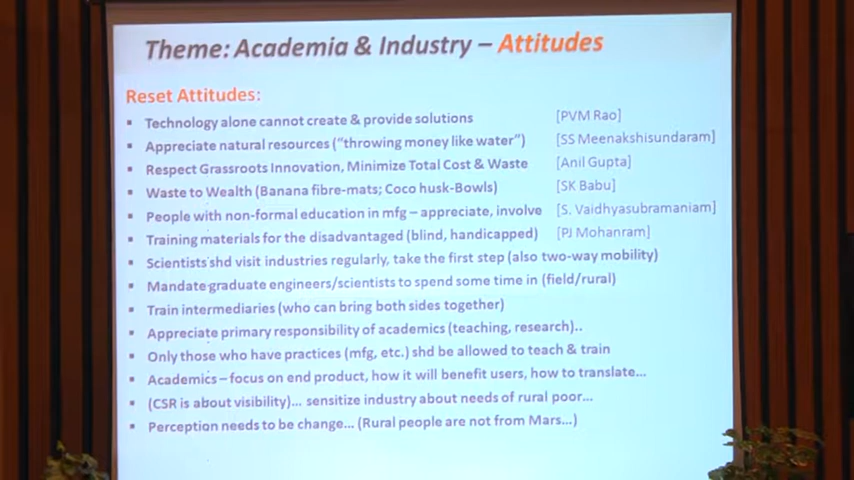 Theme: Academia & Industry – Attitudes
Reset Attitudes:
▪ Technology alone cannot create & provide solutions [PVM Rao]
▪ Appreciate natural resources (“throwing money like water”) [SS Meenakshisundaram]
▪ Respect Grassroots Innovation, Minimize Total Cost & Waste [Anil Gupta]
▪ Waste to Wealth (Banana fibre-mats; Coco husk-Bowls) [SK Babu]
▪ People with non-formal education in mfg – appreciate, involve [S. Vaidhyasubramaniam]
▪ Training materials for the disadvantaged (blind, handicapped) [PJ Mohanram]
▪ Scientists shd visit industries regularly, take the first step (also two-way mobility)
▪ Mandate graduate engineers/scientists to spend some time in (field/rural)
▪ Train intermediaries (who can bring both sides together)
▪ Appreciate primary responsibility of academics (teaching, research)..
▪ Only those who have practices (mfg, etc.) shd be allowed to teach & train
▪ Academics – focus on end product, how it will benefit users, how to translate...
▪ (CSR is about visibility)... sensitize industry about needs of rural poor...
▪ Perception needs to be change... (Rural people are not from Mars...)